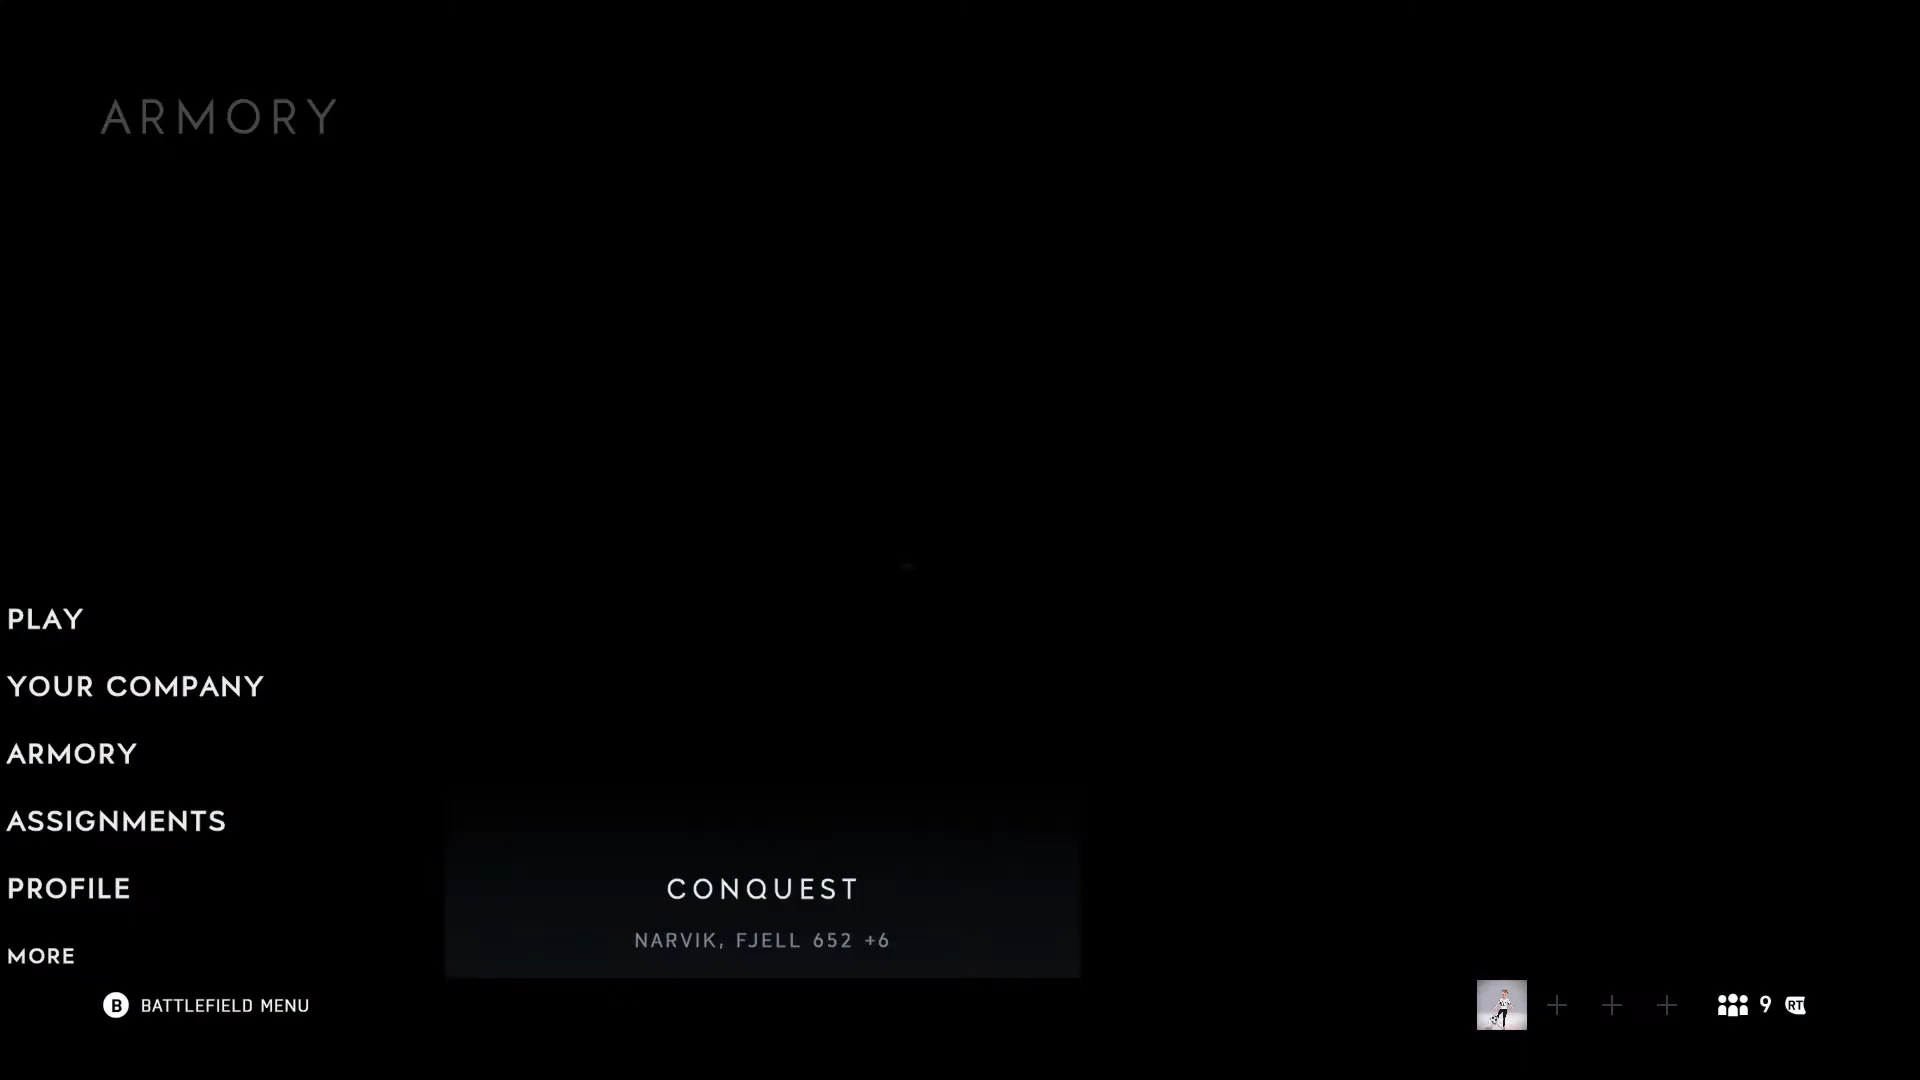 ARMORY
PLAY
YOUR COMPANY
ARMORY
ASSIGNMENTS
PROFILE
CONQUEST
NARVIK, FJELL 652 +6
MORE
B BATTLEFIELD MENU
9 RT